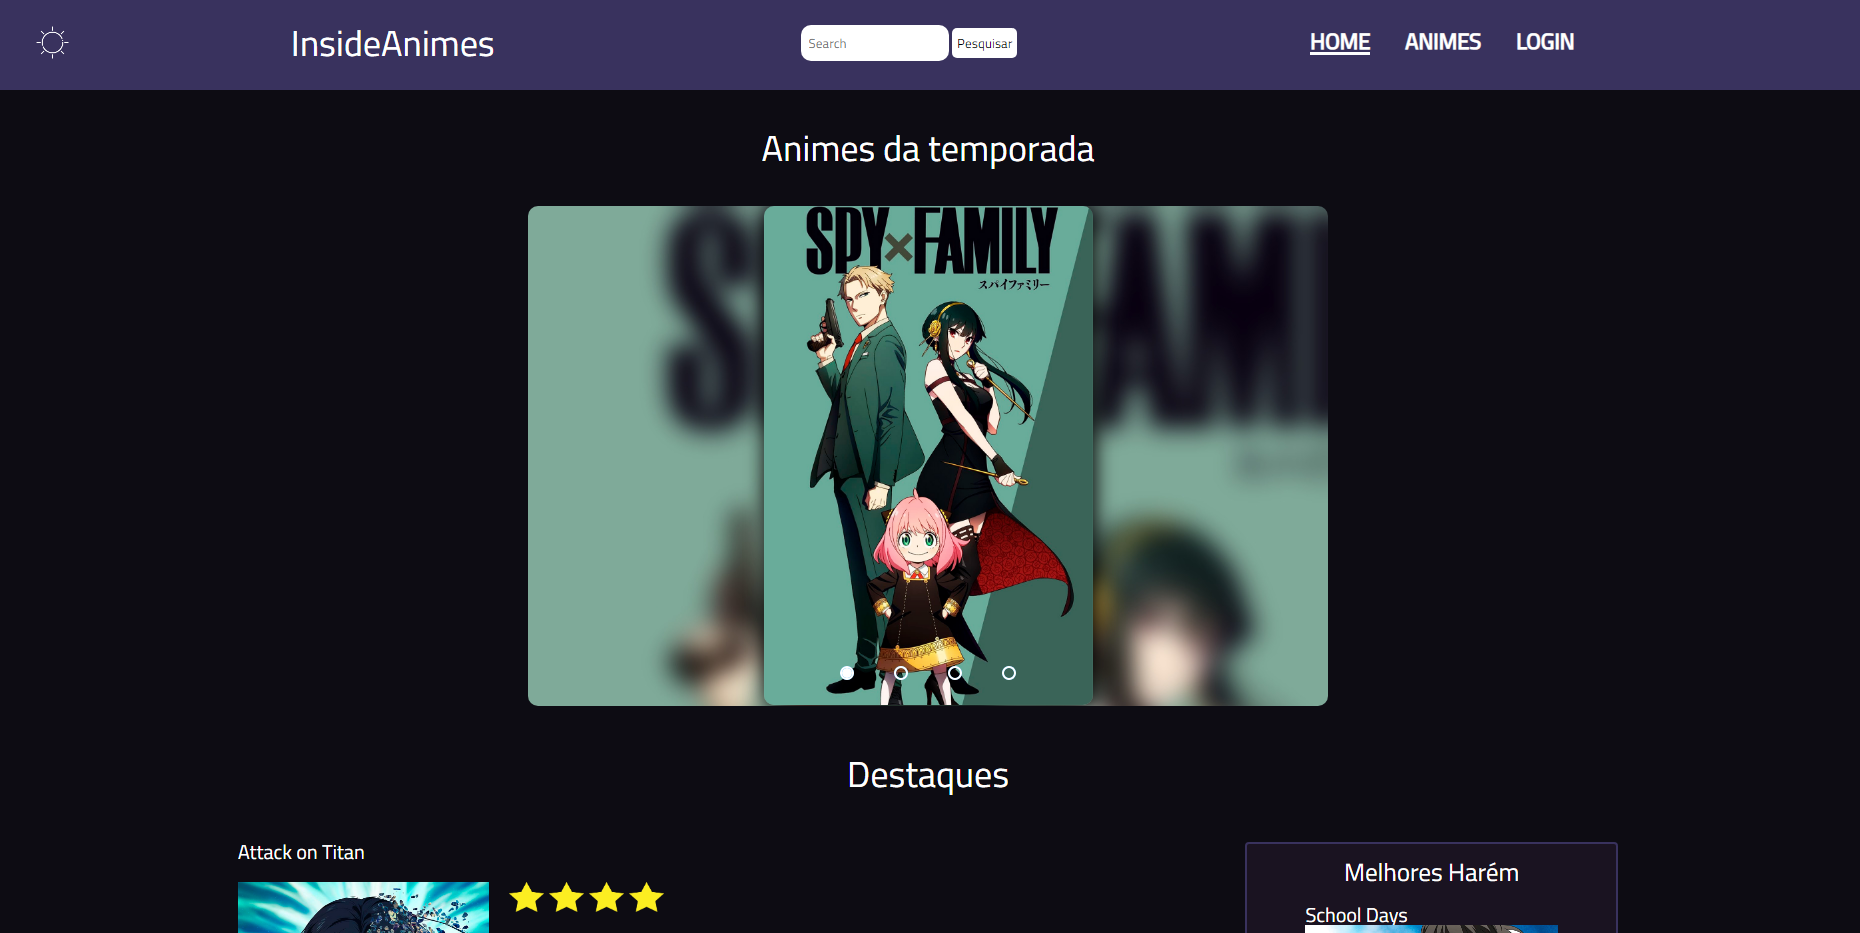 InsideAnimes
Search
Pesquisar
HOME
ANIMES
LOGIN
Animes da temporada
SPY×FAMILY
スパイファミリー
Destaques
Attack on Titan
Melhores Harém
School Days